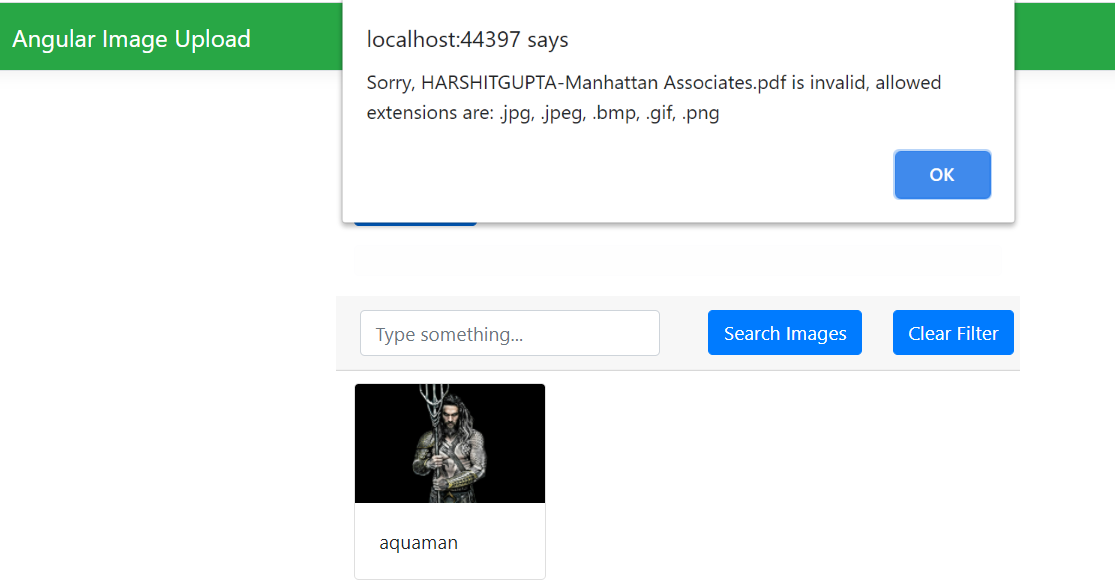 Angular Image Upload
localhost:44397 says
Sorry, HARSHITGUPTA-Manhattan Associates.pdf is invalid, allowed
extensions are: .jpg, .jpeg, .bmp, .gif, .png
OK
Type something...
Search Images
Clear Filter
aquaman